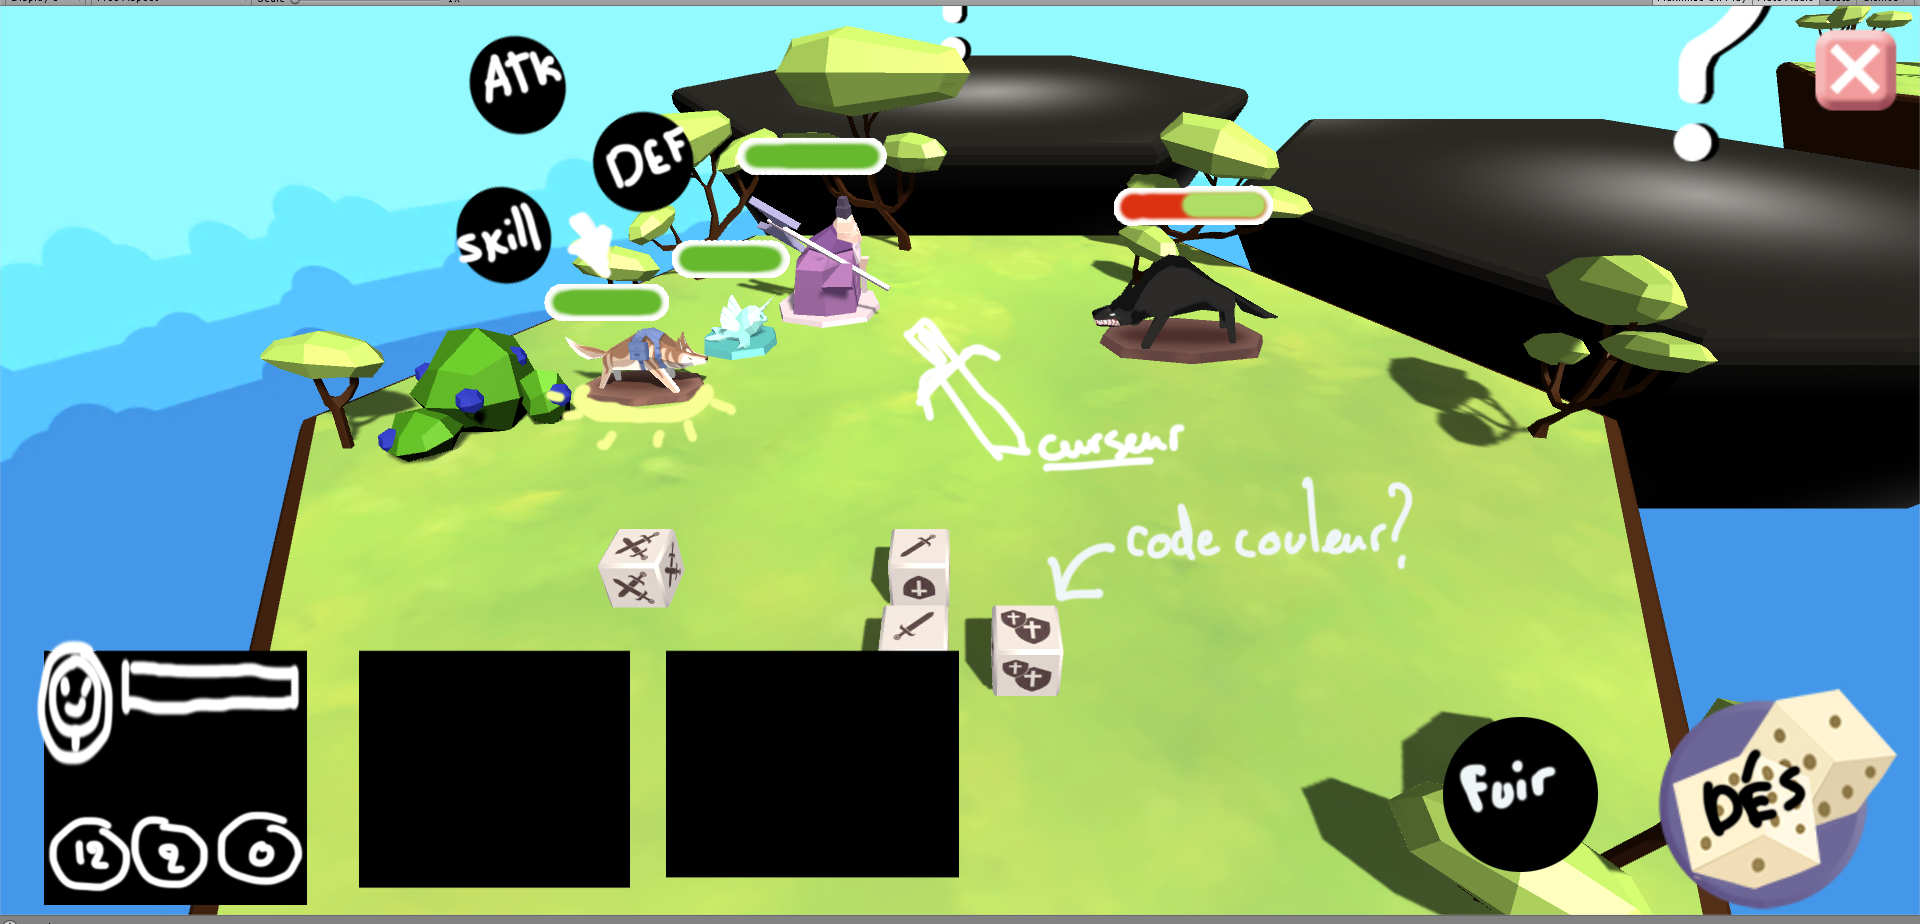 ?
ATK
DEF
skill
curseur
code couleur?
12
2
0
Fuir
DÉS